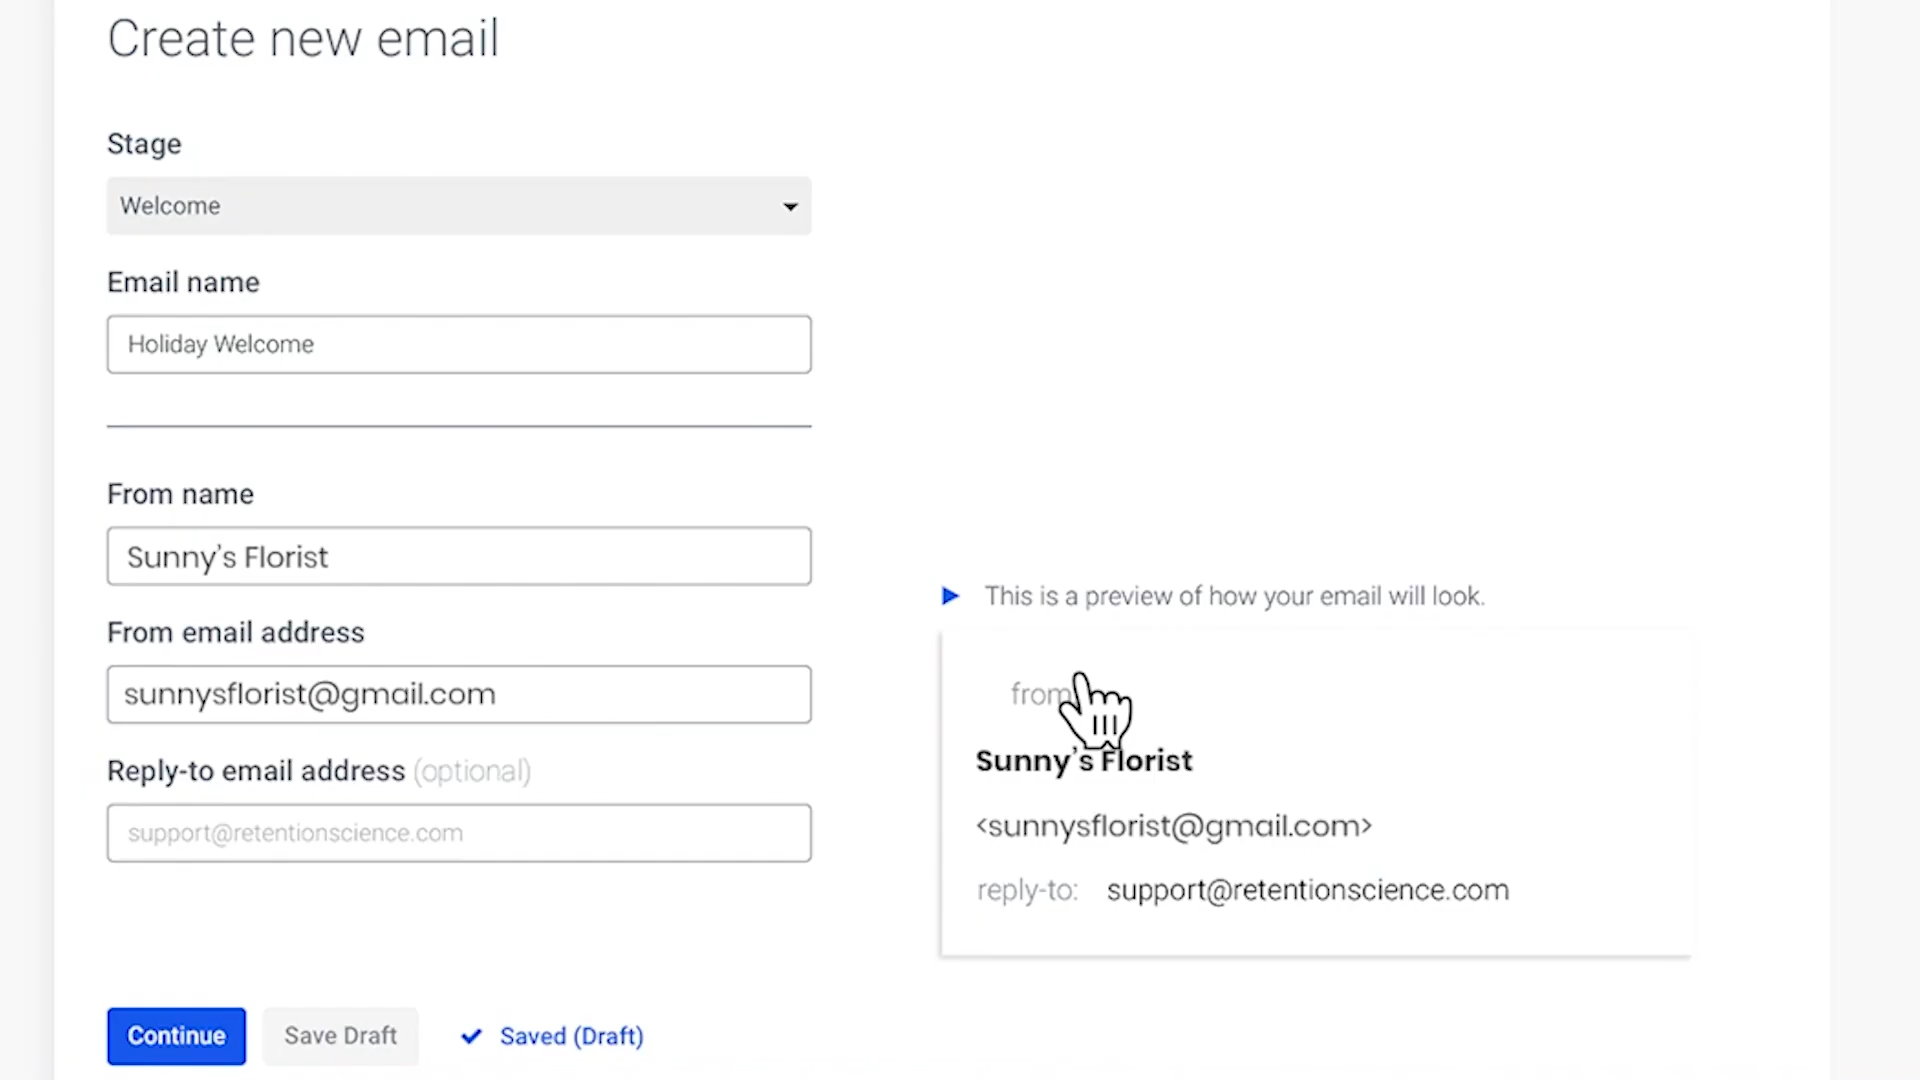 Create new email
Stage
Welcome
Email name
Holiday Welcome
From name
Sunny's Florist
From email address
sunnysflorist@gmail.com
Reply-to email address (optional)
support@retentionscience.com
Continue
Save Draft
Saved (Draft)
This is a preview of how your email will look.
from
Sunny's Florist
<sunnysflorist@gmail.com>
reply-to: support@retentionscience.com